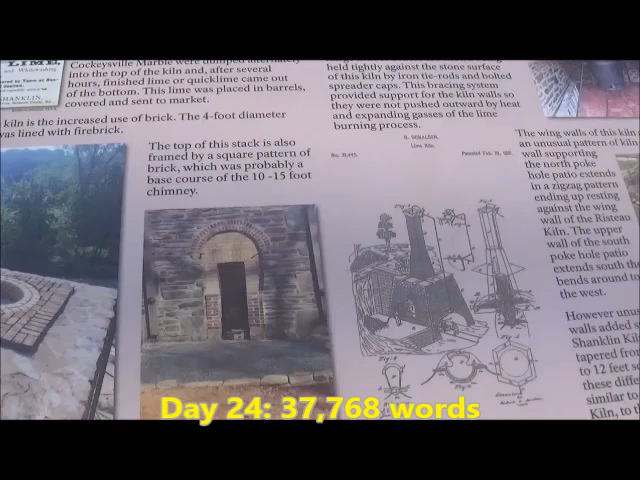 LIME,
and Whitewashing
SHANKLIN,
Cockeysville Marble were dumped alternately
into the top of the kiln and, after several
hours, finished lime or quicklime came out
of the bottom. This lime was placed in barrels,
covered and sent to market.
kiln is the increased use of brick. The 4-foot diameter
was lined with firebrick.
The top of this stack is also
framed by a square pattern of
brick, which was probably a
base course of the 10 -15 foot
chimney.
held tightly against the stone surface
of this kiln by iron tie-rods and bolted
spreader caps. This bracing system
provided support for the kiln walls so
they were not pushed outward by heat
and expanding gasses of the lime
burning process.
Lime Kiln.
The wing walls of this kiln
an unusual pattern of kiln
wall supporting
the north poke
hole patio extends
in a zigzag pattern
ending up resting
against the wing
wall of the Risteau
Kiln. The upper
wall of the south
poke hole patio
extends south
bends around to
the west.
However
walls added
Shanklin
tapered from
to 12 feet
these
similar to
Kiln, to
Day 24: 37,768 words